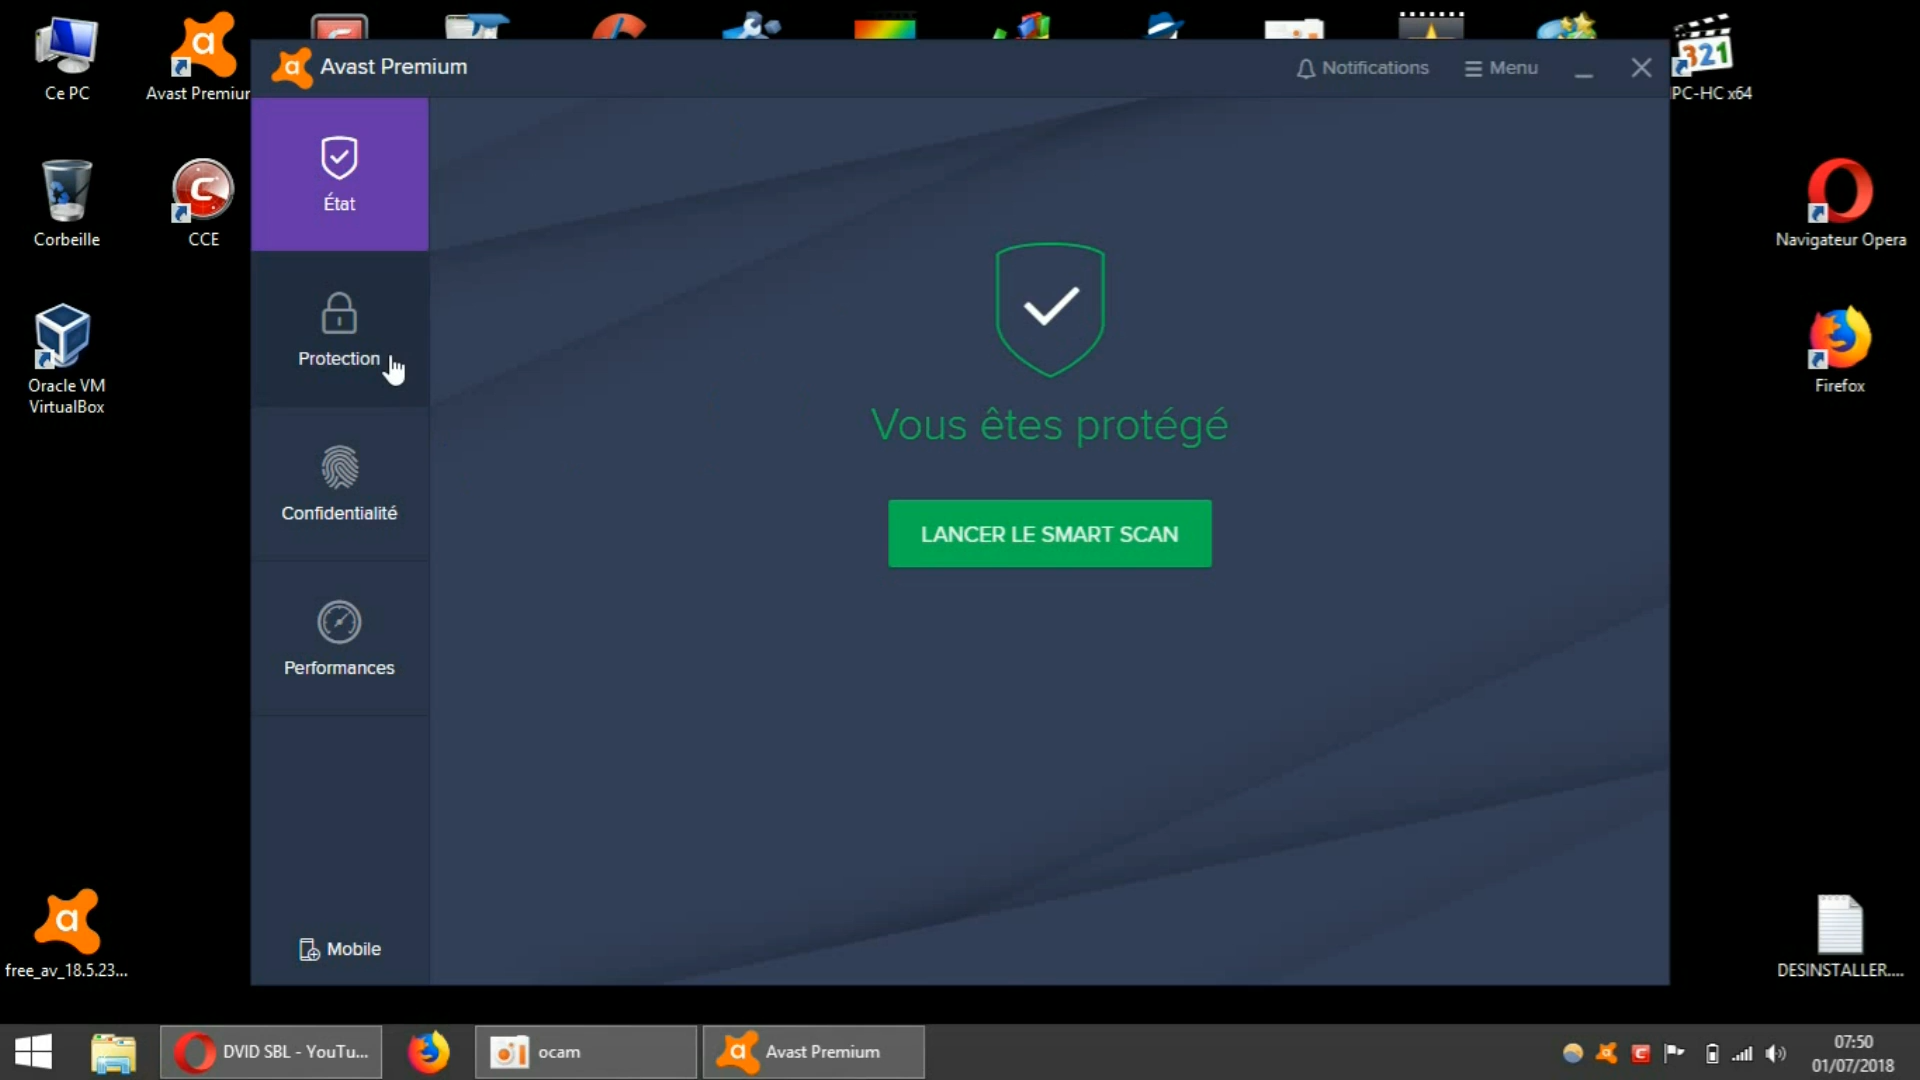 Ce PC
Avast Premium
Corbeille
CCE
Oracle VM
VirtualBox
free_av_18.5.23...
a Avast Premium
Notifications
Menu
État
Protection
Confidentialité
Performances
Mobile
Vous êtes protégé
LANCER LE SMART SCAN
321
PC-HC x64
Navigateur Opera
Firefox
DESINSTALLER....
DVID SBL - YouTu...
ocam
Avast Premium
07:50
01/07/2018